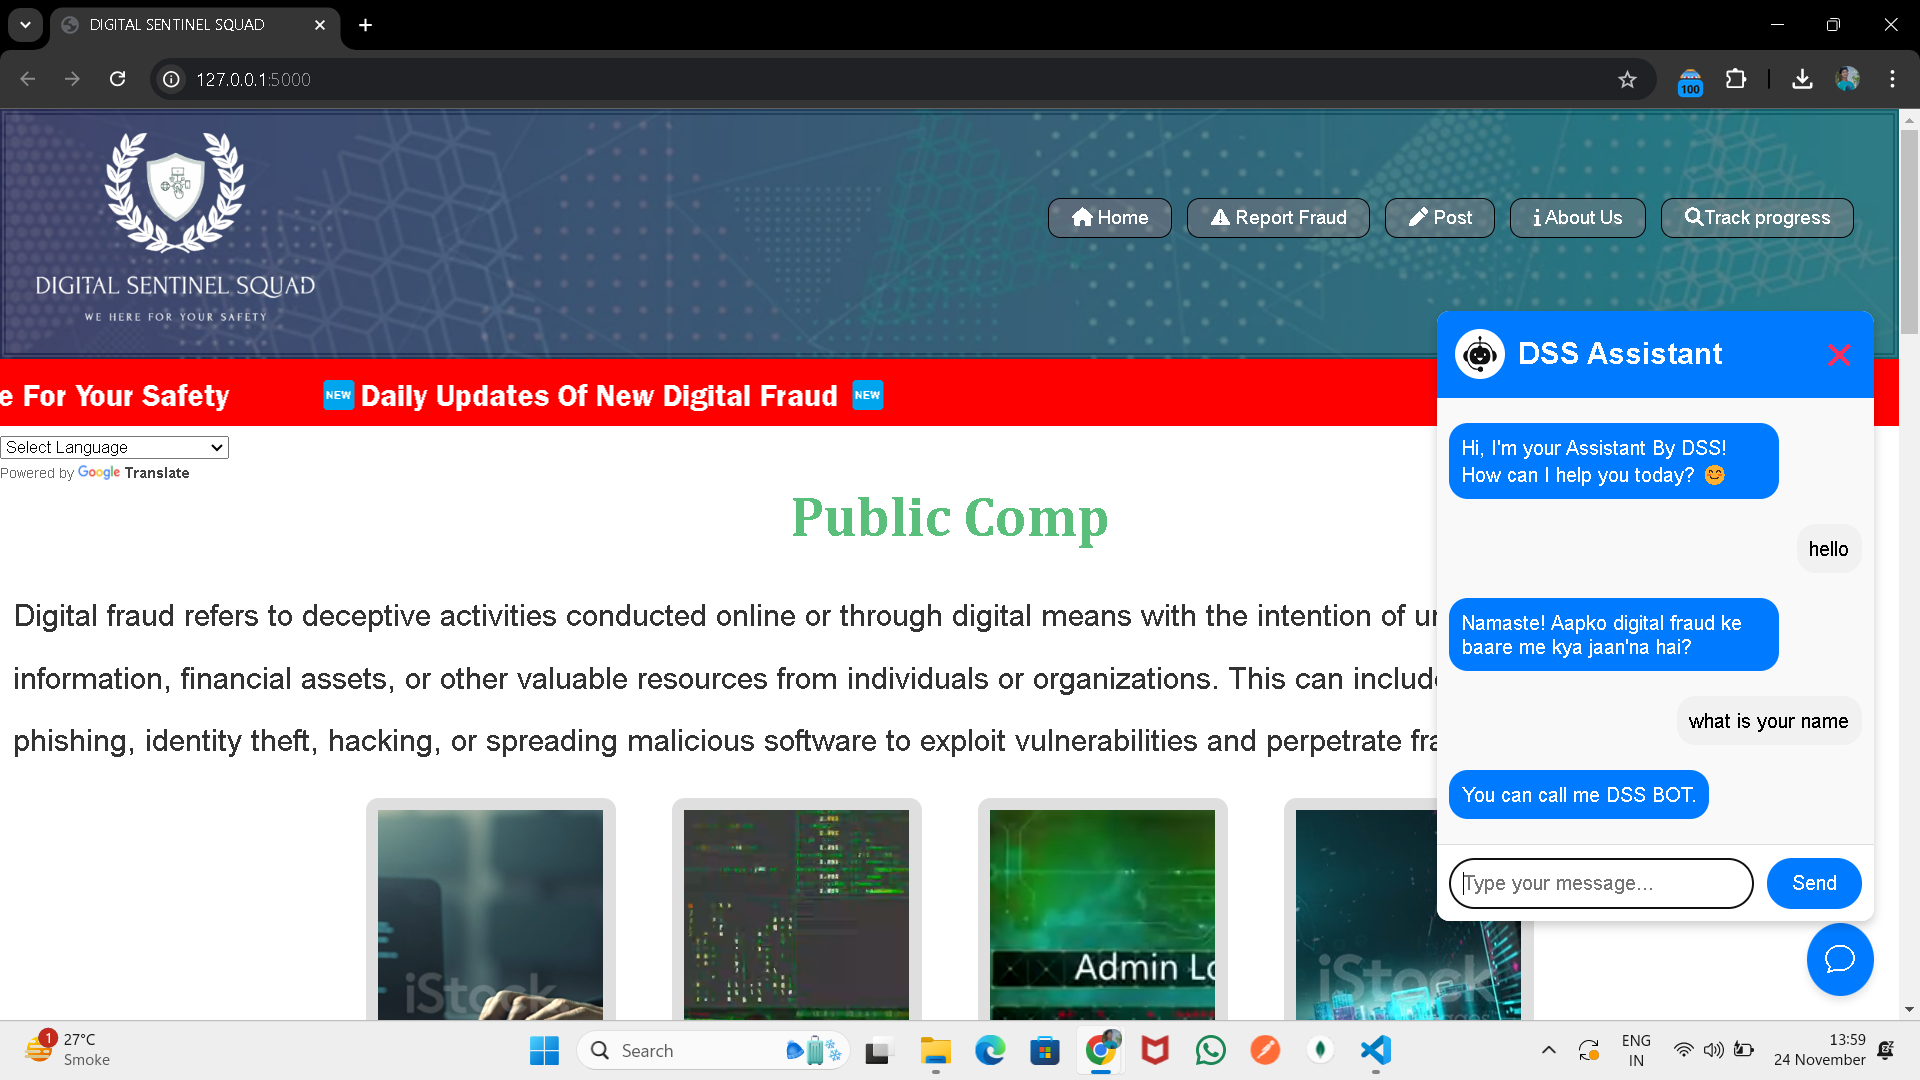 DIGITAL SENTINEL SQUAD
127.0.0.1:5000
100
DIGITAL SENTINEL SQUAD
WE HERE FOR YOUR SAFETY
Home
Report Fraud
Post
About Us
Track progress
e For Your Safety
NEW Daily Updates Of New Digital Fraud NEW
Select Language
Powered by Google Translate
Public Comp
Digital fraud refers to deceptive activities conducted online or through digital means with the intention of
information, financial assets, or other valuable resources from individuals or organizations. This can include
phishing, identity theft, hacking, or spreading malicious software to exploit vulnerabilities and perpetrate
iStock
Admin Lo
iStock
DSS Assistant
Hi, I'm your Assistant By DSS!
How can I help you today? 😊
hello
Namaste! Aapko digital fraud ke
baare me kya jaan'na hai?
what is your name
You can call me DSS BOT.
Type your message...
Send
1
27°C
Smoke
Search
ENG
IN
13:59
24 November